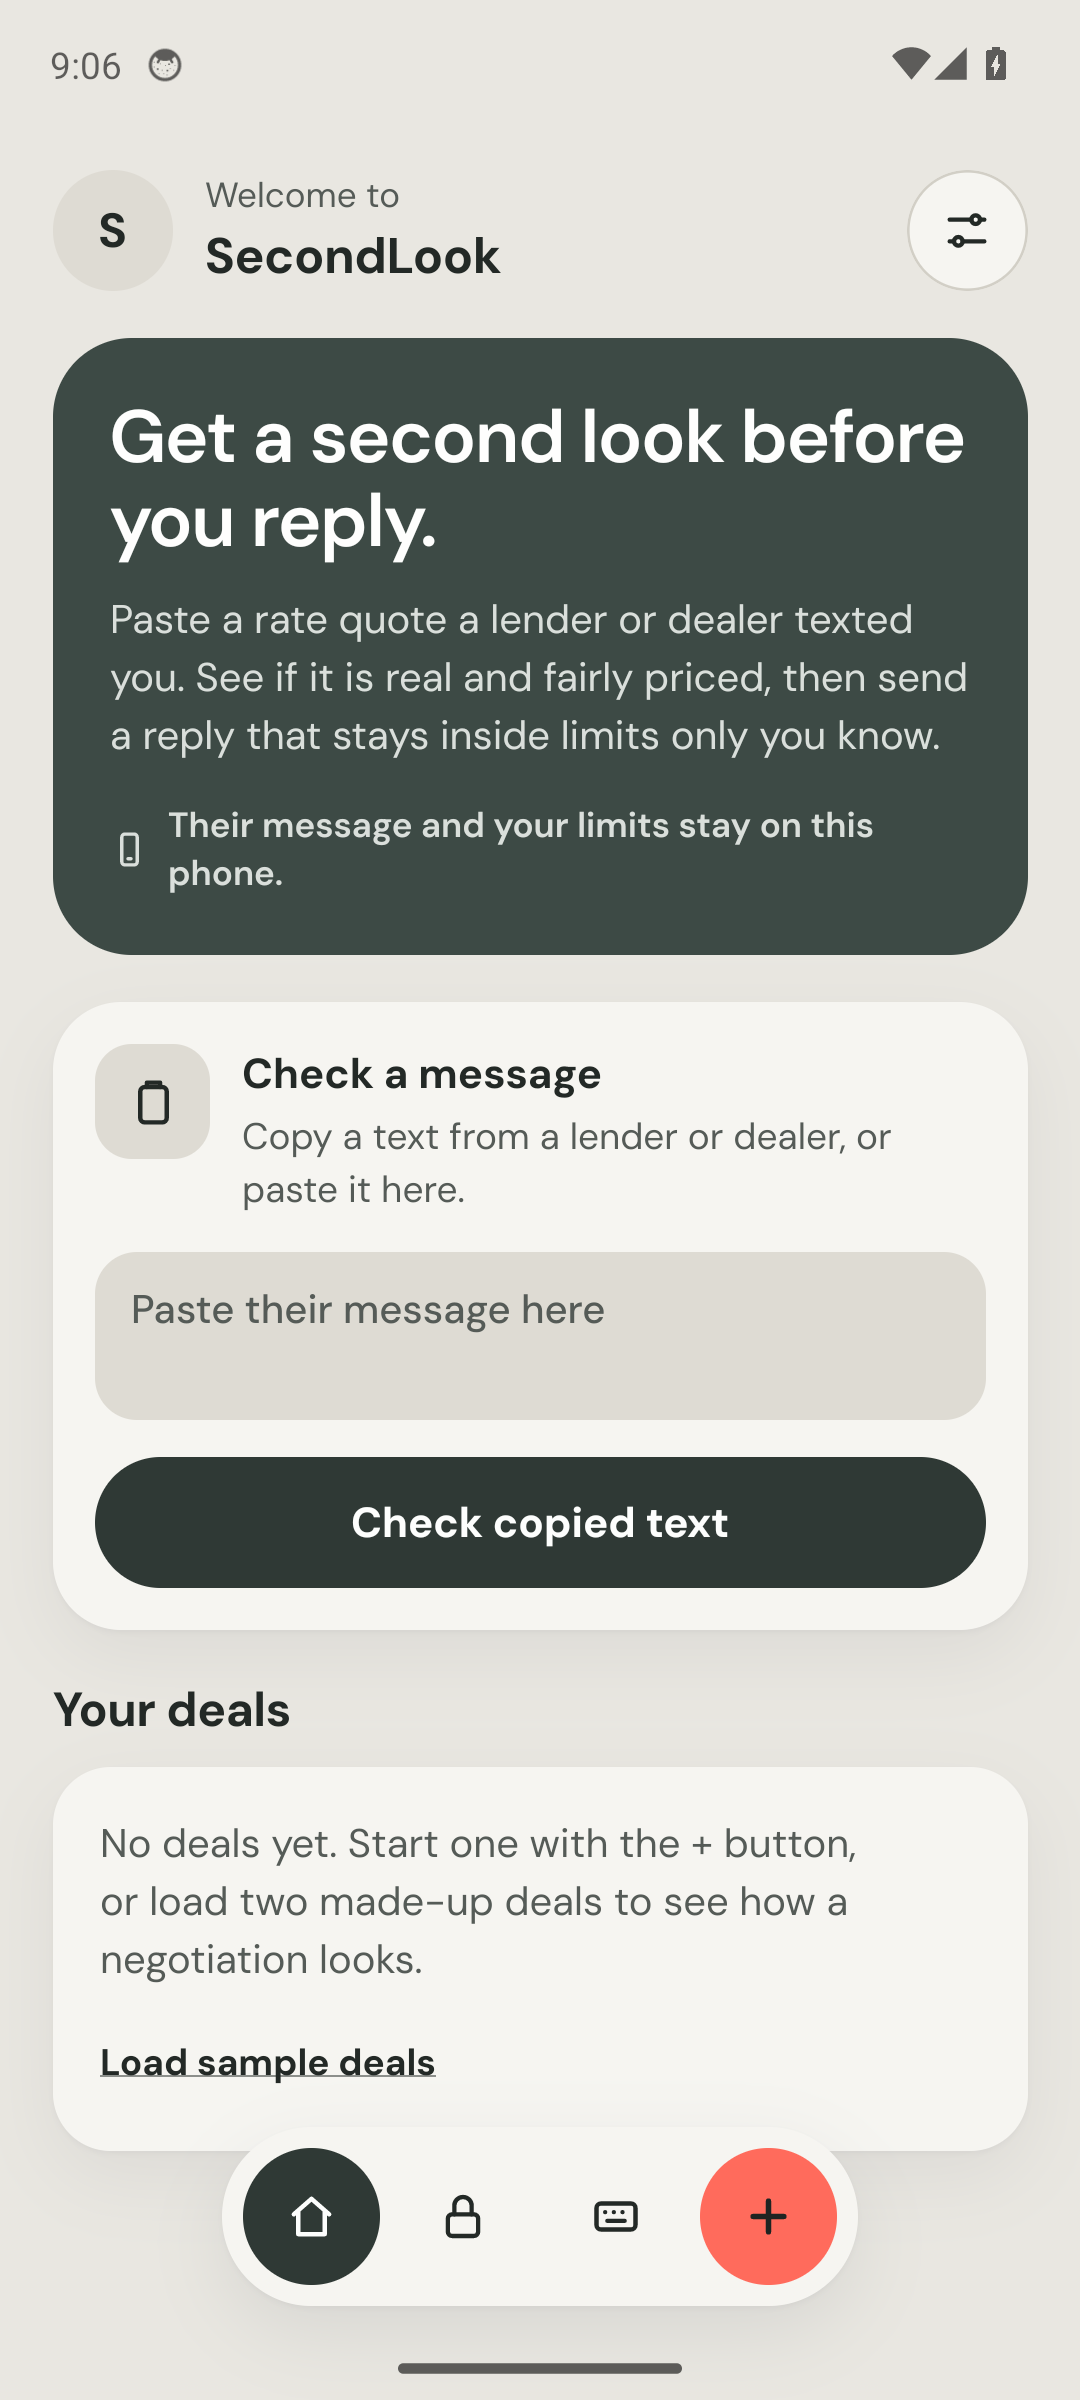 9:06
S
Welcome to
SecondLook
Get a second look before
you reply.
Paste a rate quote a lender or dealer texted
you. See if it is real and fairly priced, then send
a reply that stays inside limits only you know.
Their message and your limits stay on this
phone.
Check a message
Copy a text from a lender or dealer, or
paste it here.
Paste their message here
Check copied text
Your deals
No deals yet. Start one with the + button,
or load two made-up deals to see how a
negotiation looks.
Load sample deals